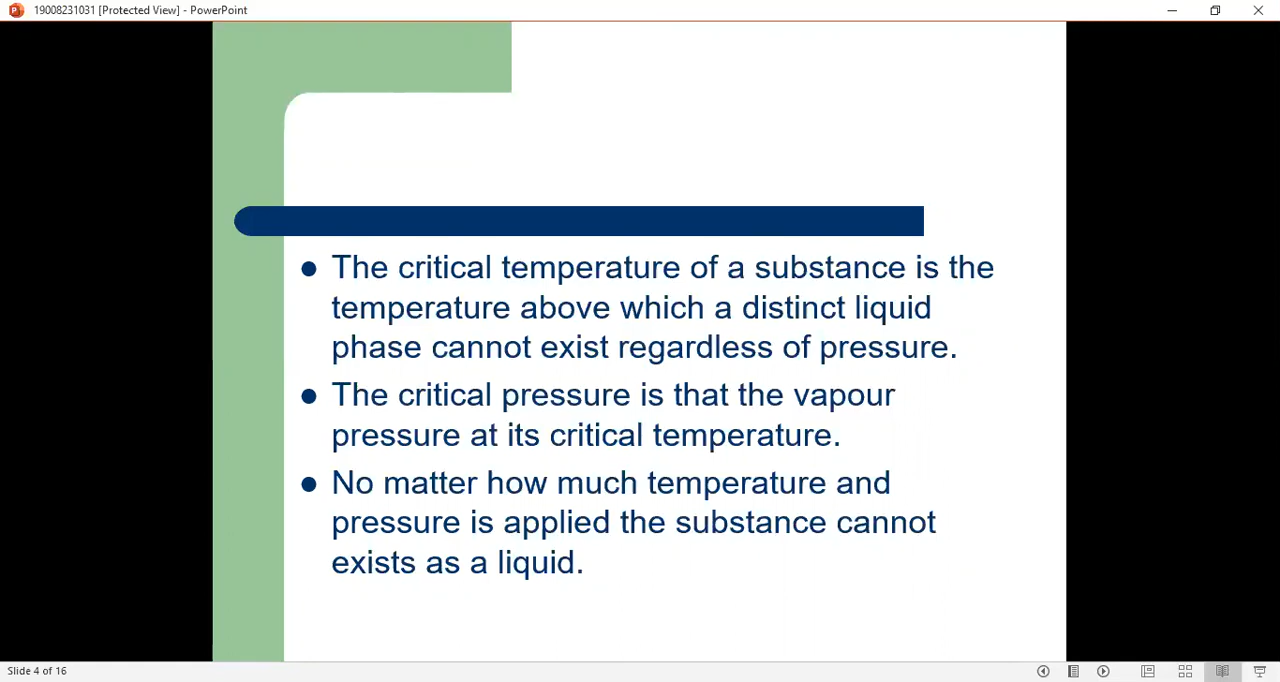 19008231031 [Protected View] - PowerPoint
● The critical temperature of a substance is the
temperature above which a distinct liquid
phase cannot exist regardless of pressure.
● The critical pressure is that the vapour
pressure at its critical temperature.
● No matter how much temperature and
pressure is applied the substance cannot
exists as a liquid.
Slide 4 of 16